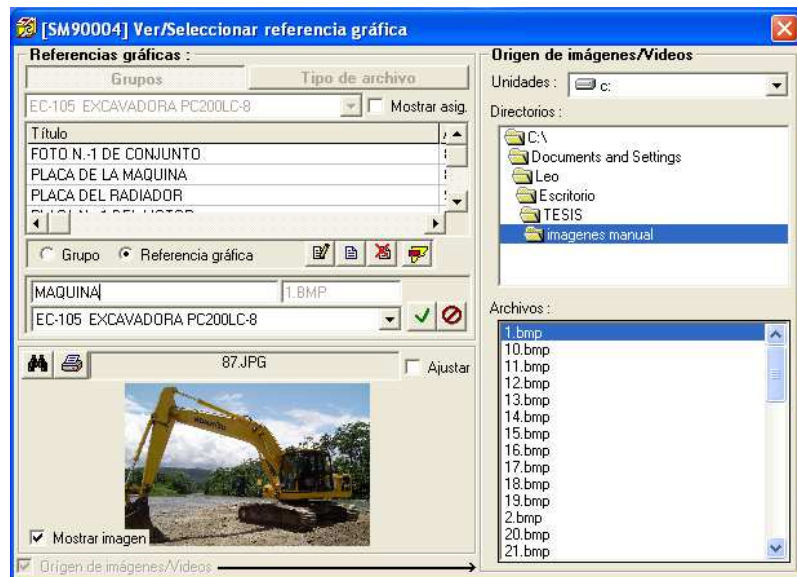 [SM90004] Ver/Seleccionar referencia gráfica
Referencias gráficas :
Grupos
Tipo de archivo
EC-105 EXCAVADORA PC200LC-8
Mostrar asig.
Título
FOTO N.-1 DE CONJUNTO
PLACA DE LA MAQUINA
PLACA DEL RADIADOR
Grupo
Referencia gráfica
MAQUINA
1.BMP
EC-105 EXCAVADORA PC200LC-8
87.JPG
Ajustar
KOMATSU
Mostrar imagen
Origen de imágenes/Videos
Origen de imágenes/Videos
Unidades :
c:
Directorios :
C:\
Documents and Settings
Leo
Escritorio
TESIS
imagenes manual
Archivos :
1.bmp
10.bmp
11.bmp
12.bmp
13.bmp
14.bmp
15.bmp
16.bmp
17.bmp
18.bmp
19.bmp
2.bmp
20.bmp
21.bmp